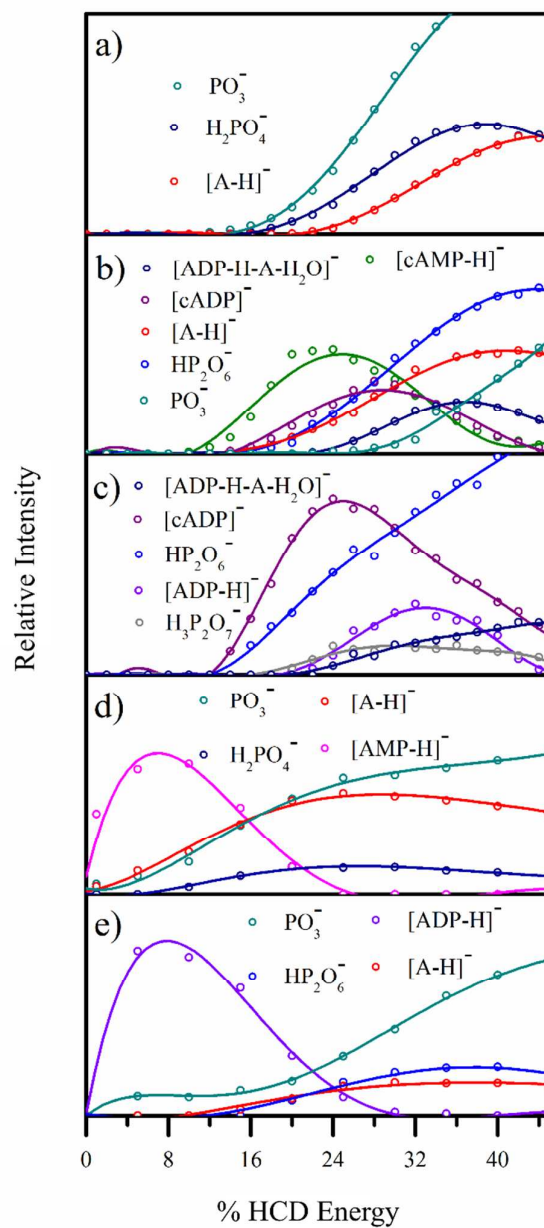 a)
PO₃⁻
H₂PO₄⁻
[A-H]⁻
b)
[ADP-H-A-H₂O]⁻
[cAMP-H]⁻
[cADP]⁻
[A-H]⁻
HP₂O₆⁻
PO₃⁻
c)
[ADP-H-A-H₂O]⁻
[cADP]⁻
HP₂O₆⁻
[ADP-H]⁻
H₃P₂O₇⁻
d)
PO₃⁻ [A-H]⁻
H₂PO₄⁻ [AMP-H]⁻
e)
PO₃⁻ [ADP-H]⁻
HP₂O₆⁻ [A-H]⁻
Relative Intensity
0 8 16 24 32 40
% HCD Energy